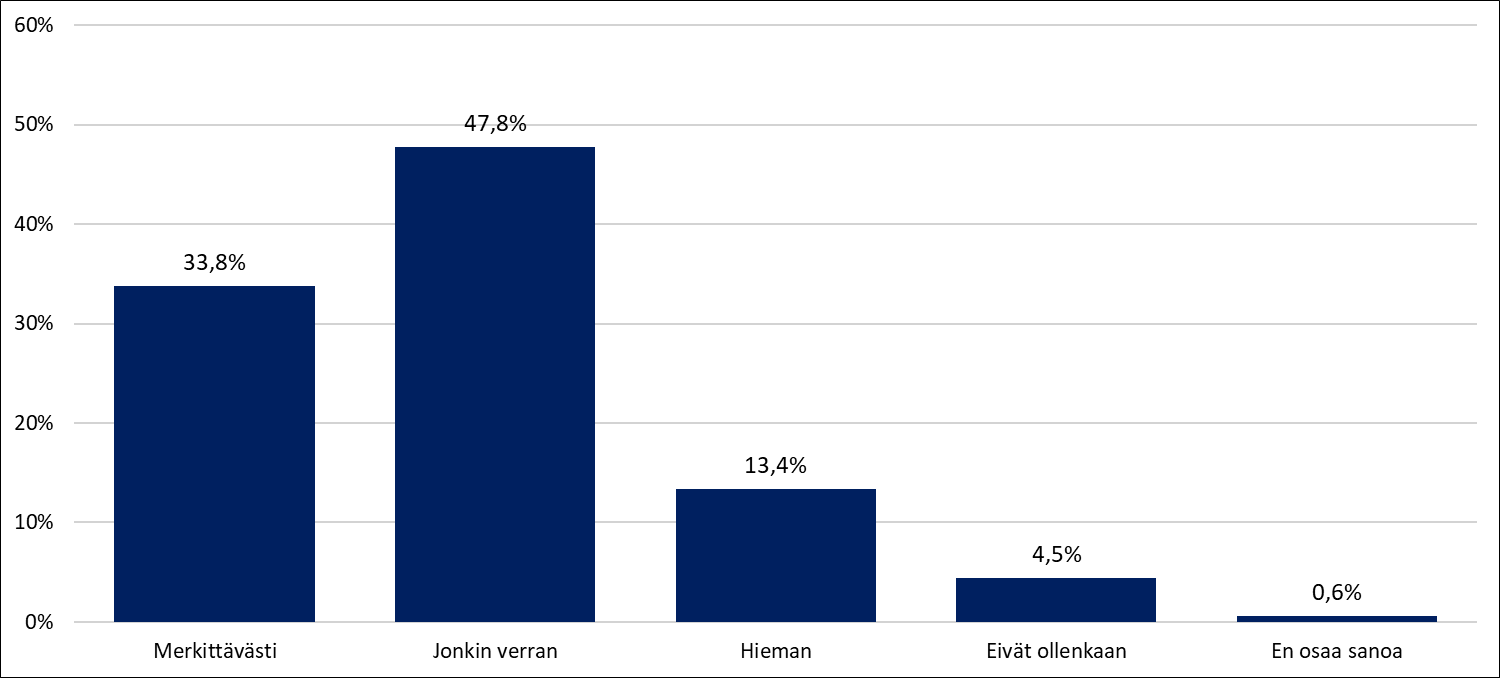 60%
50%
40%
30%
20%
10%
0%
33,8%
47,8%
13,4%
4,5%
0,6%
Merkittävästi
Jonkin verran
Hieman
Eivät ollenkaan
En osaa sanoa